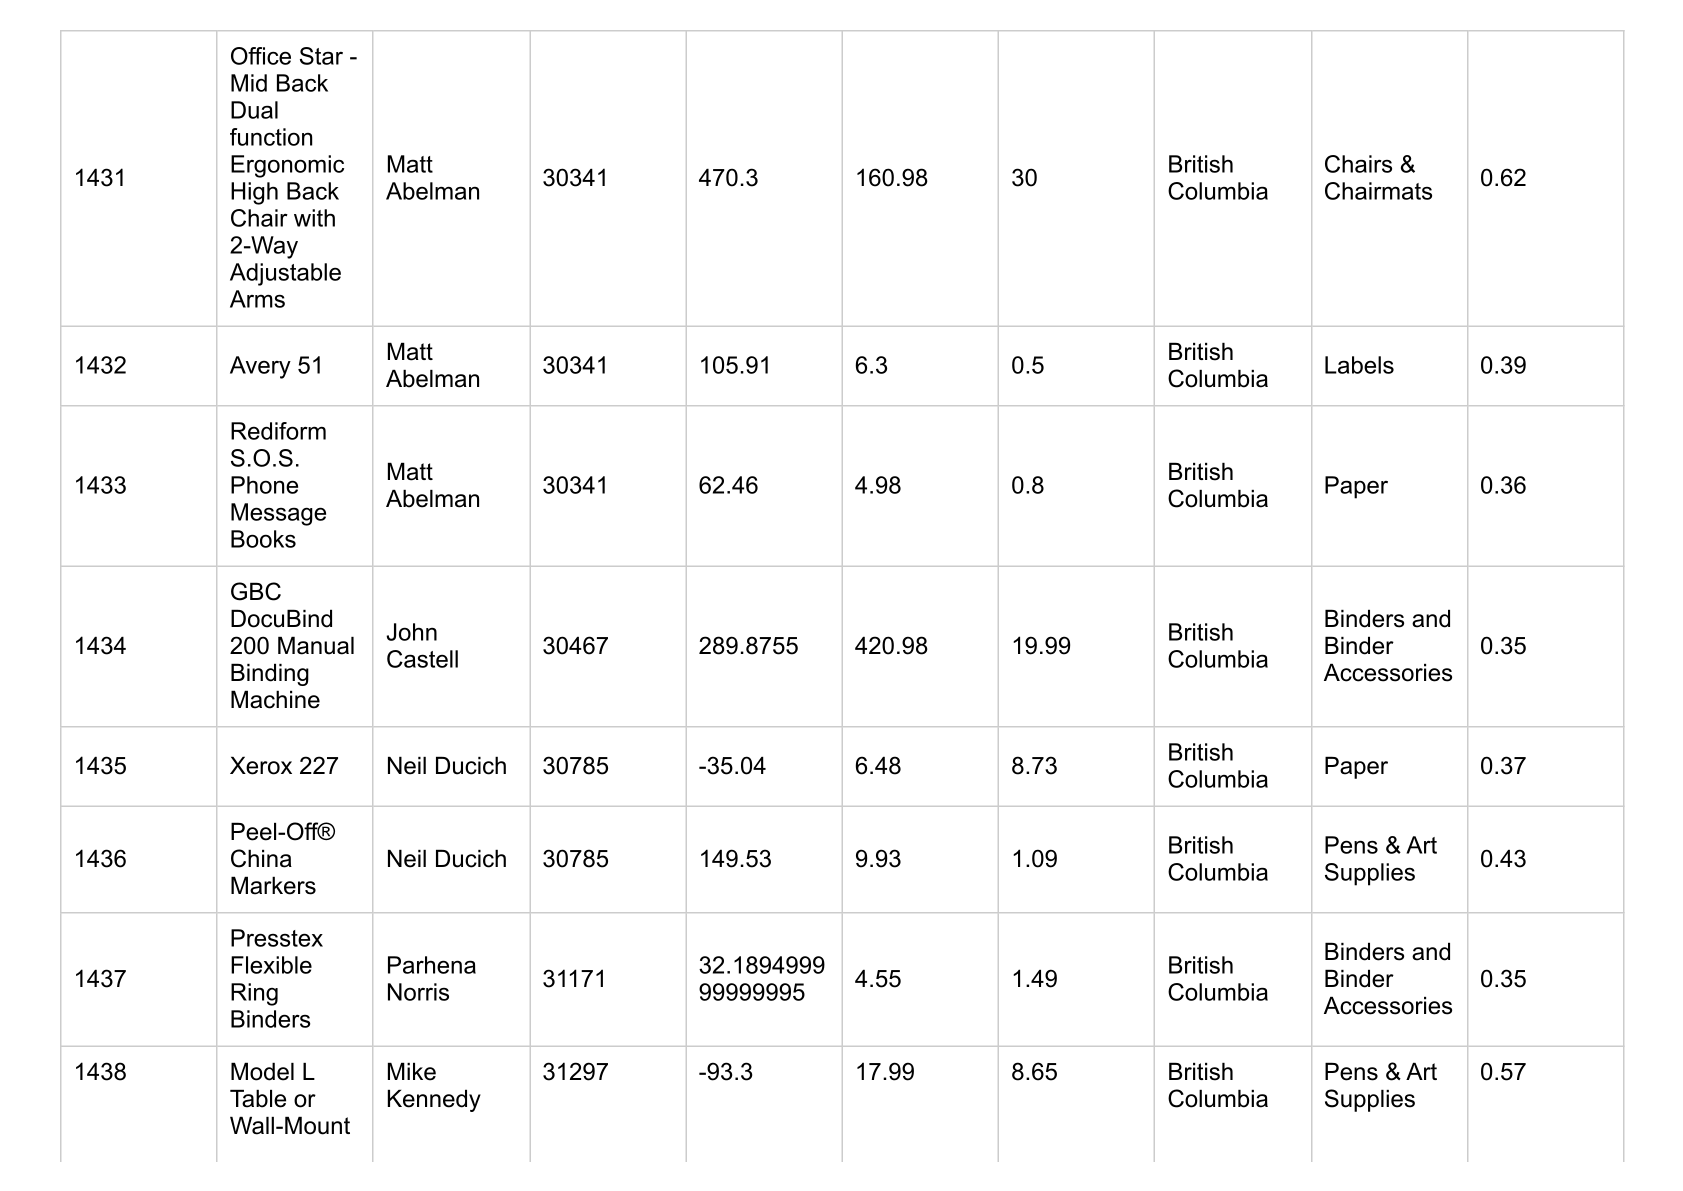 1431
Office Star -
Mid Back
Dual
function
Ergonomic
High Back
Chair with
2-Way
Adjustable
Arms
Matt
Abelman
30341
470.3
160.98
30
British
Columbia
Chairs &
Chairmats
0.62
1432
Avery 51
Matt
Abelman
30341
105.91
6.3
0.5
British
Columbia
Labels
0.39
1433
Rediform
S.O.S.
Phone
Message
Books
Matt
Abelman
30341
62.46
4.98
0.8
British
Columbia
Paper
0.36
1434
GBC
DocuBind
200 Manual
Binding
Machine
John
Castell
30467
289.8755
420.98
19.99
British
Columbia
Binders and
Binder
Accessories
0.35
1435
Xerox 227
Neil Ducich
30785
-35.04
6.48
8.73
British
Columbia
Paper
0.37
1436
Peel-Off®
China
Markers
Neil Ducich
30785
149.53
9.93
1.09
British
Columbia
Pens & Art
Supplies
0.43
1437
Presstex
Flexible
Ring
Binders
Parhena
Norris
31171
32.1894999
99999995
4.55
1.49
British
Columbia
Binders and
Binder
Accessories
0.35
1438
Model L
Table or
Wall-Mount
Mike
Kennedy
31297
-93.3
17.99
8.65
British
Columbia
Pens & Art
Supplies
0.57